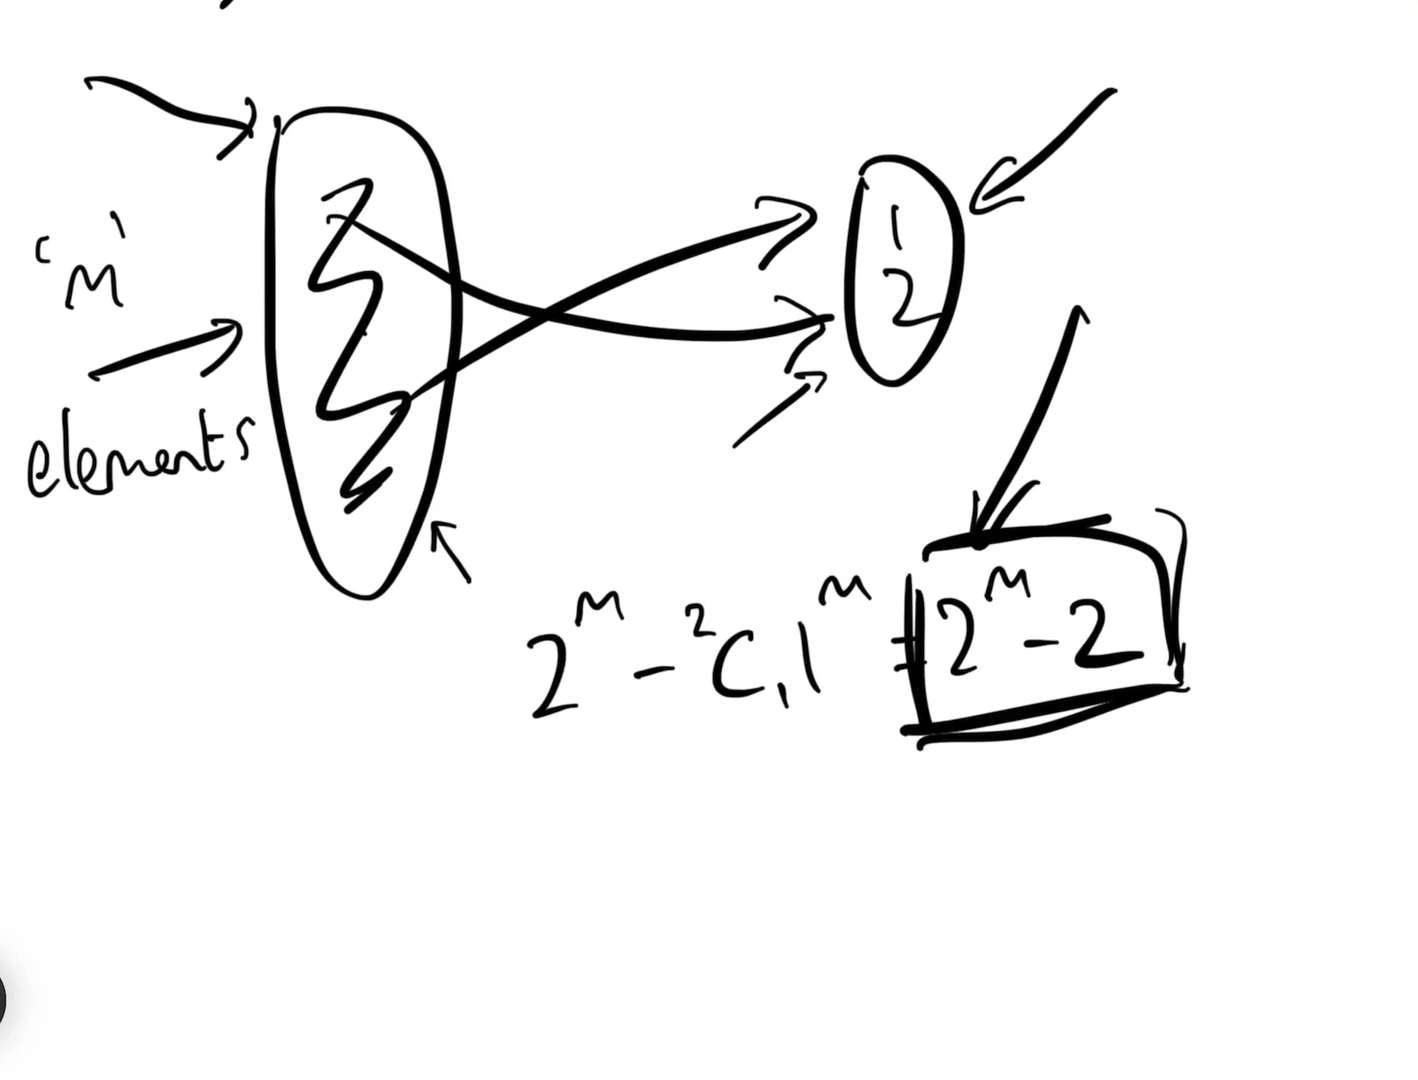 'M'
elements
1
2
2^M - ²C₁ 1^M = 2^M - 2